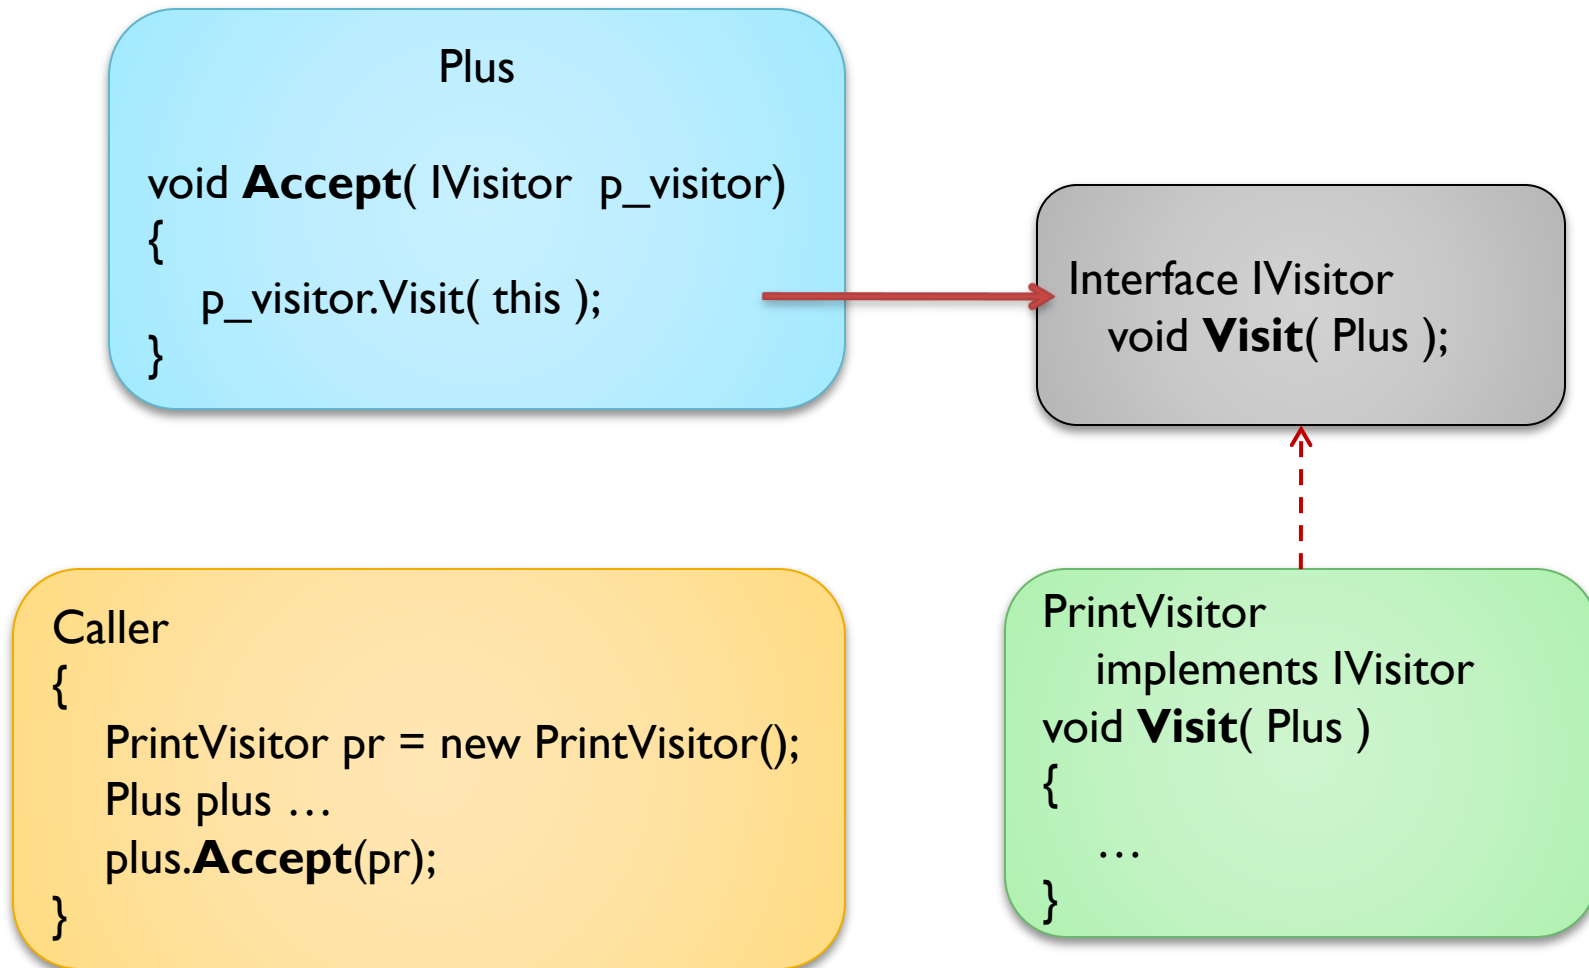 Plus
void Accept( IVisitor p_visitor)
{
p_visitor.Visit( this );
}
Interface IVisitor
void Visit( Plus );
Caller
{
PrintVisitor pr = new PrintVisitor();
Plus plus …
plus.Accept(pr);
}
PrintVisitor
implements IVisitor
void Visit( Plus )
{
…
}